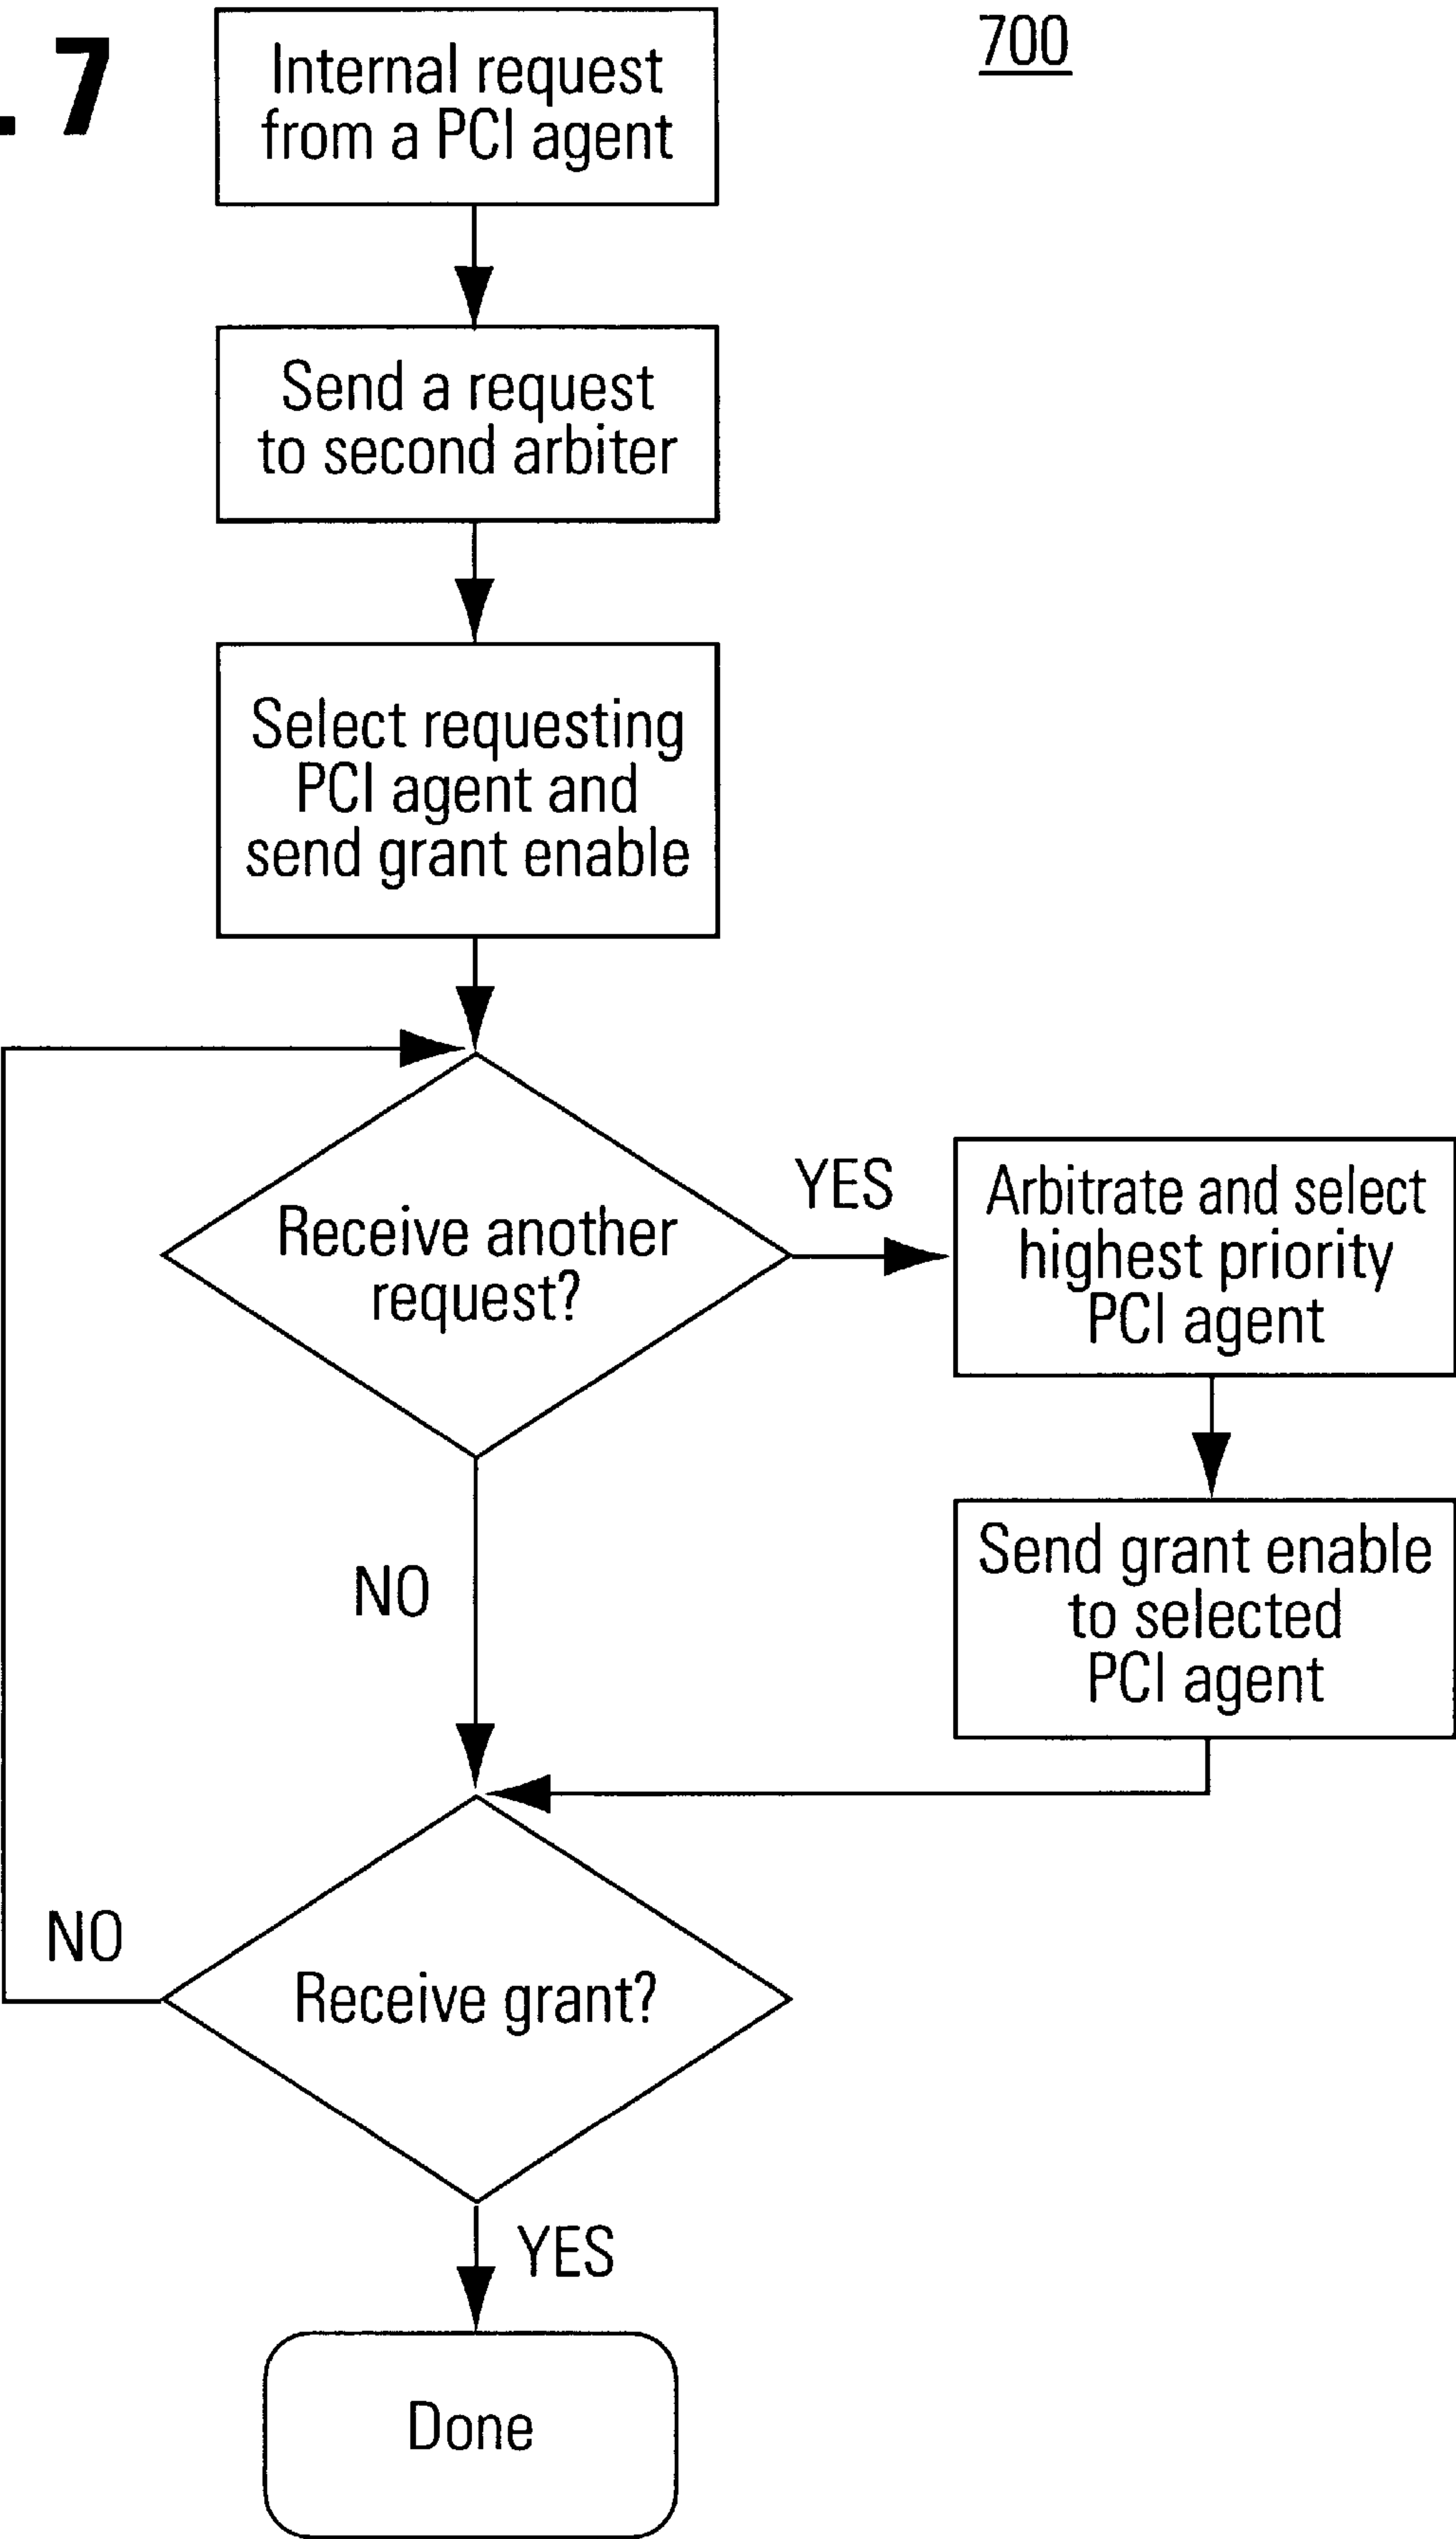 . 7
700
Internal request
from a PCI agent
Send a request
to second arbiter
Select requesting
PCI agent and
send grant enable
Receive another
request?
YES
Arbitrate and select
highest priority
PCI agent
NO
Send grant enable
to selected
PCI agent
NO
Receive grant?
YES
Done